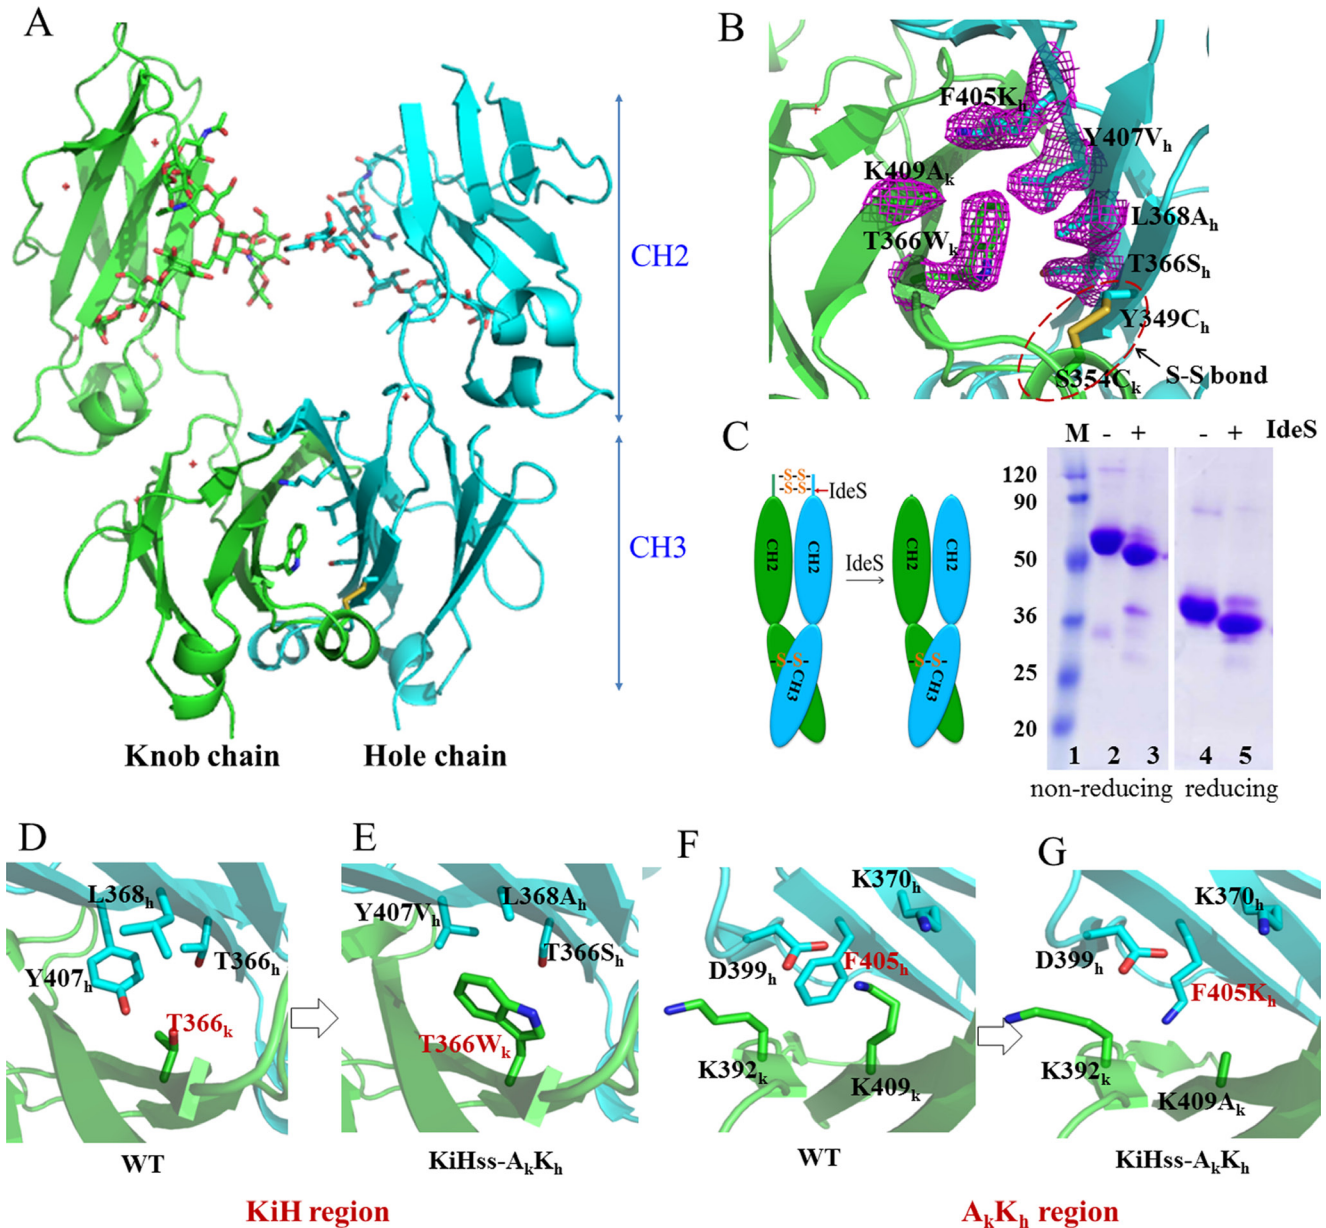 A
CH2
CH3
Knob chain
Hole chain
B
F405Kh
Y407Vh
K409Ak
L368Ah
T366Wk
T366Sh
Y349Ch
S354Ck
S-S bond
C
-S-S-
-S-S-
IdeS
CH2
CH2
-S-S-
CH3
IdeS
CH2
CH2
-S-S-
CH3
M - + - + IdeS
120
90
50
36
25
20
1 2 3 4 5
non-reducing reducing
D
L368h
Y407h
T366h
T366k
WT
E
Y407Vh
L368Ah
T366Sh
T366Wk
KiHss-AkKh
KiH region
F
K370h
D399h
F405h
K392k
K409k
WT
G
K370h
D399h
F405Kh
K392k
K409Ak
KiHss-AkKh
AkKh region